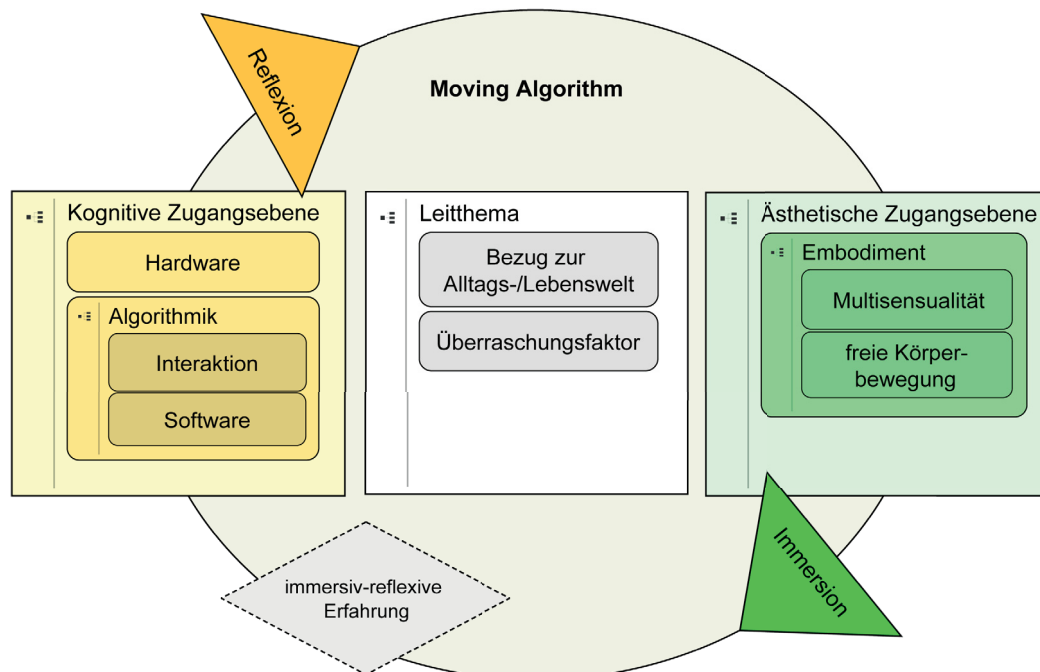 Reflexion
Moving Algorithm
Kognitive Zugangsebene
Hardware
Algorithmik
Interaktion
Software
Leitthema
Bezug zur
Alltags-/Lebenswelt
Überraschungsfaktor
Ästhetische Zugangsebene
Embodiment
Multisensualität
freie Körper-
bewegung
immersiv-reflexive
Erfahrung
Immersion